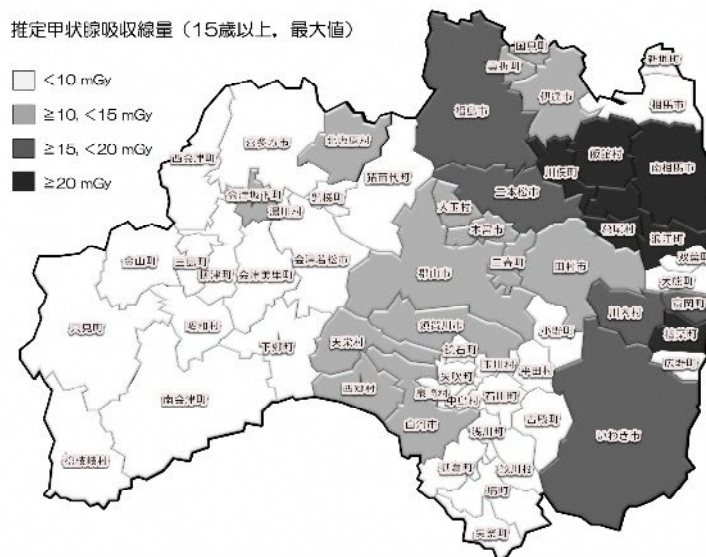 推定甲状腺吸収線量（15歳以上，最大値）
<10 mGy
≥10, <15 mGy
≥15, <20 mGy
≥20 mGy
国見町
桑折町
新地町
伊達市
相馬市
福島市
喜多方市
北塩原村
西会津町
飯舘村
川俣町
南相馬市
猪苗代町
会津坂下町
磐梯町
湯川村
二本松市
大玉村
本宮市
葛尾村
浪江町
双葉町
大熊町
金山町
三島町
柳津町
会津美里町
会津若松市
郡山市
三春町
田村市
川内村
富岡町
楢葉町
広野町
只見町
昭和村
下郷町
天栄村
須賀川市
小野町
鏡石町
玉川村
平田村
矢吹町
西郷村
泉崎村
中島村
石川町
南会津町
白河市
古殿町
浅川町
いわき市
檜枝岐村
棚倉町
鮫川村
塙町
矢祭町